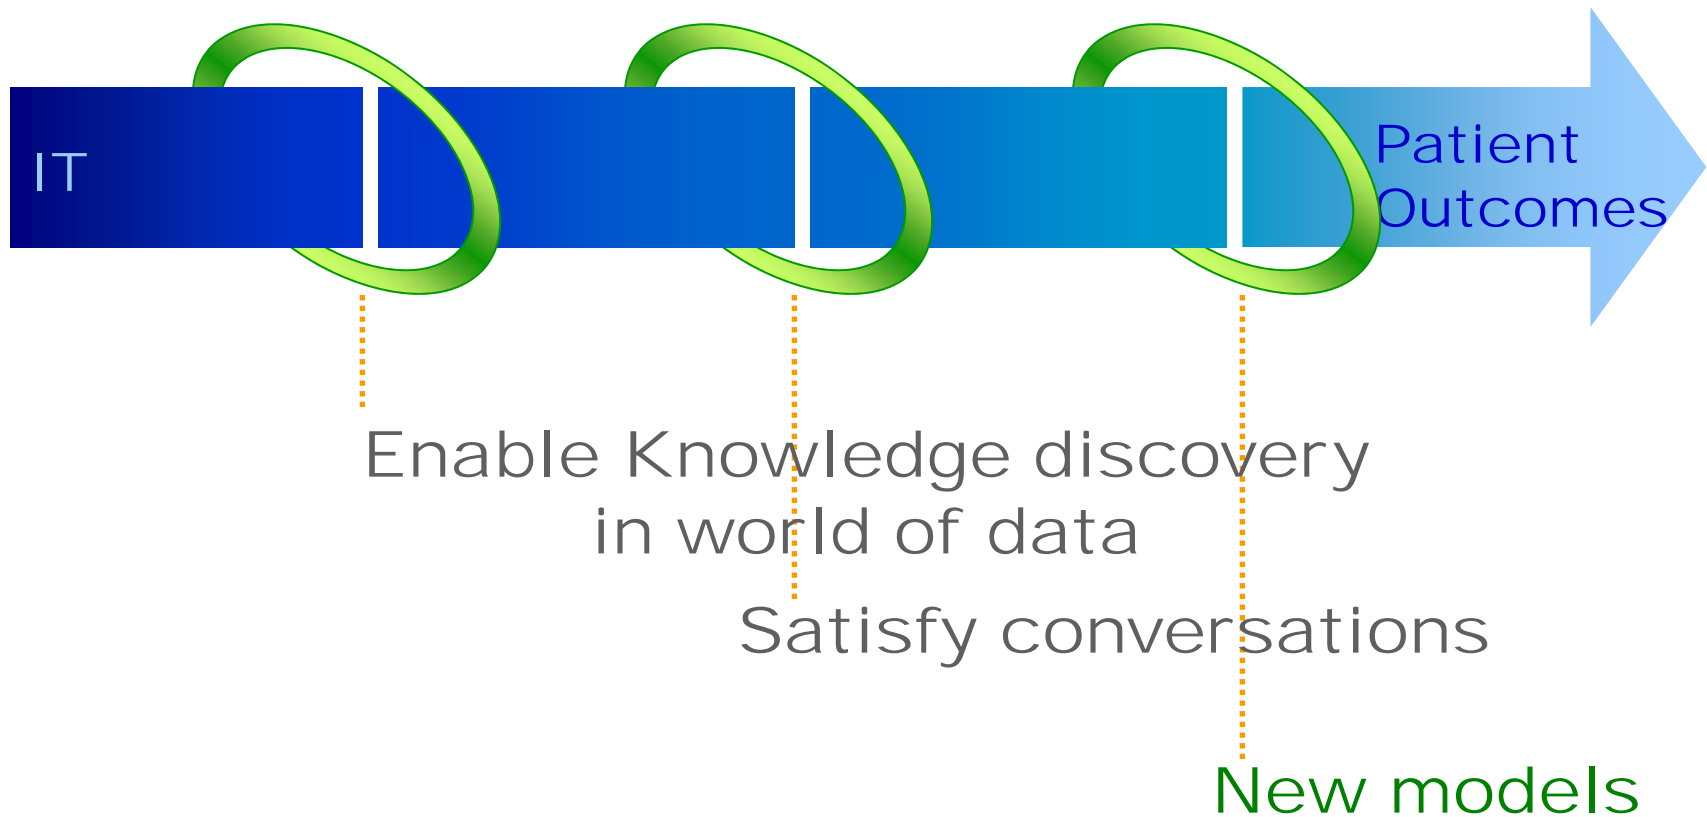 IT
Patient
Outcomes
Enable Knowledge discovery
in world of data
Satisfy conversations
New models